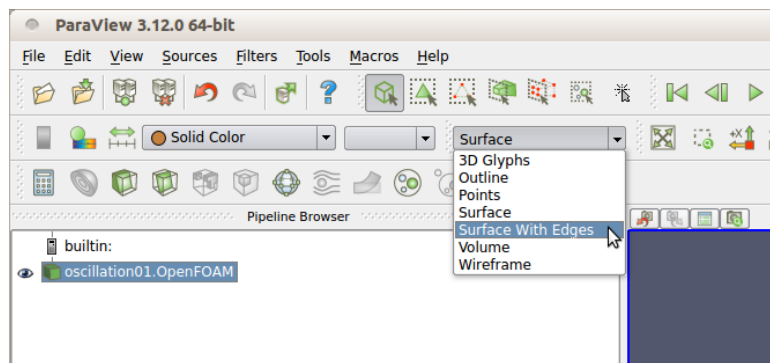 ParaView 3.12.0 64-bit
File Edit View Sources Filters Tools Macros Help
?
Solid Color Surface
+X
3D Glyphs
Outline
Points
Surface
Surface With Edges
Volume
Wireframe
Pipeline Browser
builtin:
oscillation01.OpenFOAM